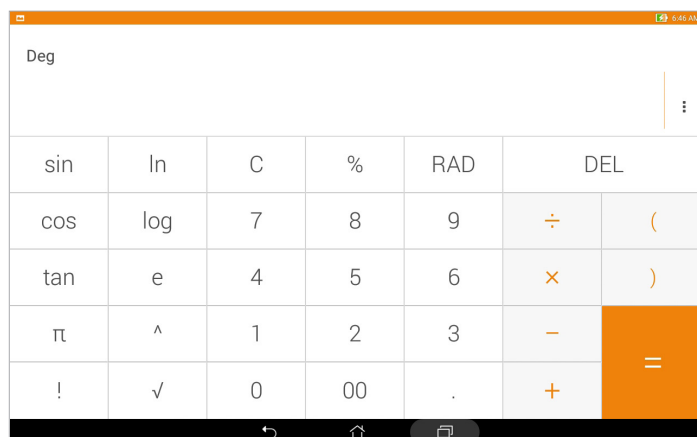 6:46 AM
Deg
sin ln C % RAD DEL
cos log 7 8 9 ÷ (
tan e 4 5 6 × )
π ^ 1 2 3 −
=
! √ 0 00 . +